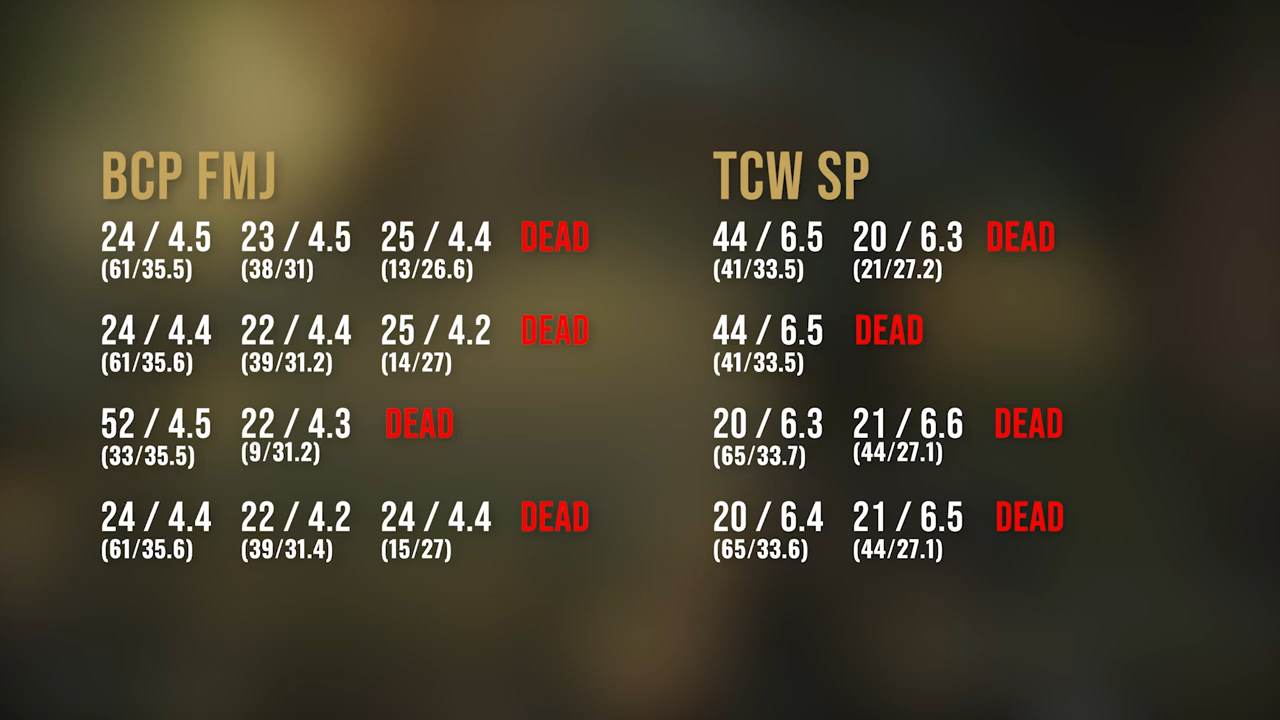 BCP FMJ
24 / 4.5 23 / 4.5 25 / 4.4 DEAD
(61/35.5) (38/31) (13/26.6)
24 / 4.4 22 / 4.4 25 / 4.2 DEAD
(61/35.6) (39/31.2) (14/27)
52 / 4.5 22 / 4.3 DEAD
(33/35.5) (9/31.2)
24 / 4.4 22 / 4.2 24 / 4.4 DEAD
(61/35.6) (39/31.4) (15/27)
TCW SP
44 / 6.5 20 / 6.3 DEAD
(41/33.5) (21/27.2)
44 / 6.5 DEAD
(41/33.5)
20 / 6.3 21 / 6.6 DEAD
(65/33.7) (44/27.1)
20 / 6.4 21 / 6.5 DEAD
(65/33.6) (44/27.1)